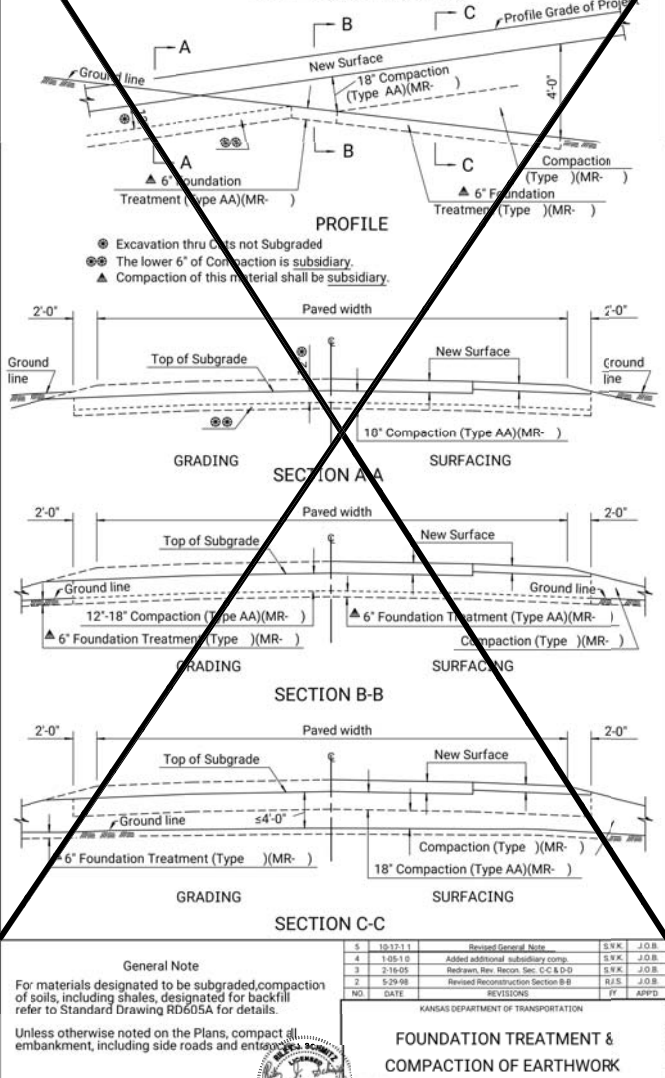 B
C
Profile Grade of Project
A
New Surface
Ground line
18" Compaction
(Type AA)(MR- )
4'-0"
A
B
C
Compaction
(Type )(MR- )
6" Foundation
Treatment (Type AA)(MR- )
6" Foundation
Treatment (Type )(MR- )
PROFILE
Excavation thru Cuts not Subgraded
The lower 6" of Compaction is subsidiary.
Compaction of this material shall be subsidiary.
2'-0"
Paved width
2'-0"
Ground
line
Top of Subgrade
New Surface
Ground
line
18" Compaction (Type AA)(MR- )
GRADING
SURFACING
SECTION A-A
2'-0"
Paved width
2-0"
Top of Subgrade
New Surface
Ground line
Ground line
12"-18" Compaction (Type AA)(MR- )
6" Foundation Treatment (Type AA)(MR- )
6" Foundation Treatment (Type )(MR- )
Compaction (Type )(MR- )
GRADING
SURFACING
SECTION B-B
2'-0"
Paved width
2-0"
Top of Subgrade
New Surface
Ground line
≤4'-0"
Compaction (Type )(MR- )
6" Foundation Treatment (Type )(MR- )
18" Compaction (Type AA)(MR- )
GRADING
SURFACING
SECTION C-C
General Note
For materials designated to be subgraded,compaction
of soils, including shales, designated for backfill
refer to Standard Drawing RD605A for details.
Unless otherwise noted on the Plans, compact all
embankment, including side roads and entrances.
5 10-17-11 Revised General Note S.V.K. J.O.B.
4 1-05-10 Added additional subsidiary comp. S.V.K. J.O.B.
3 2-16-05 Redrawn, Rev. Recon. Sec. C-C & D-D S.V.K. J.O.B.
2 5-29-98 Revised Reconstruction Section B-B R.I.S. J.O.B.
NO. DATE REVISIONS BY APP'D
KANSAS DEPARTMENT OF TRANSPORTATION
FOUNDATION TREATMENT &
COMPACTION OF EARTHWORK
LICENSED